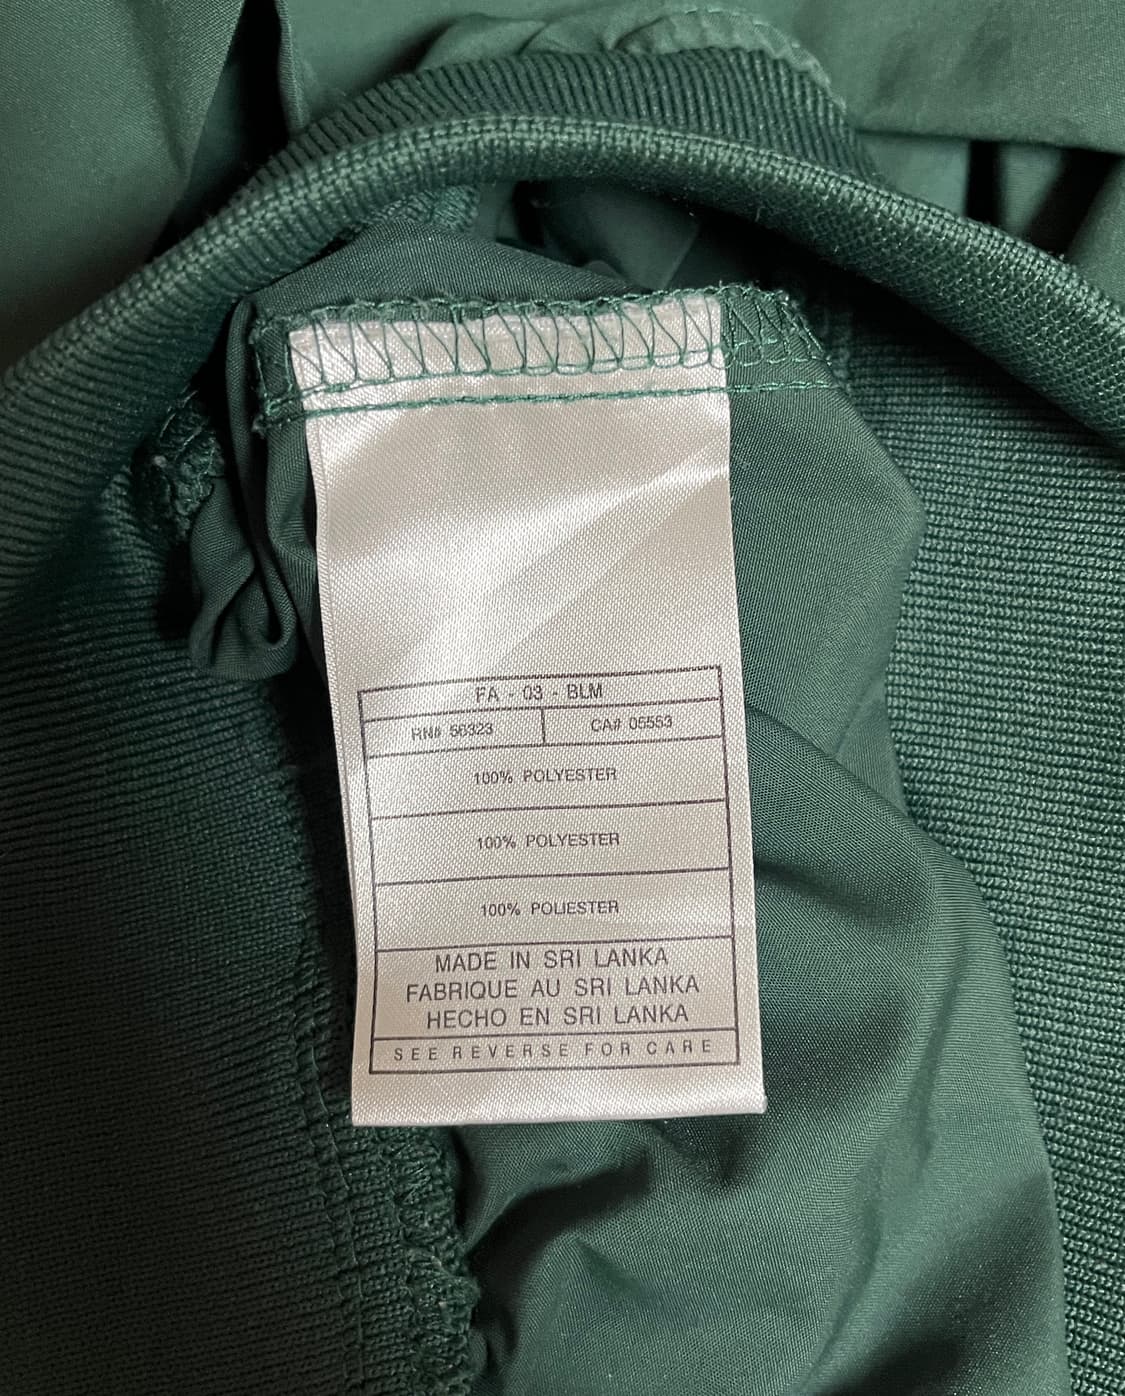 FA - 03 - BLM
RN# 56323 CA# 05553
100% POLYESTER
100% POLYESTER
100% POLIESTER
MADE IN SRI LANKA
FABRIQUE AU SRI LANKA
HECHO EN SRI LANKA
SEE REVERSE FOR CARE